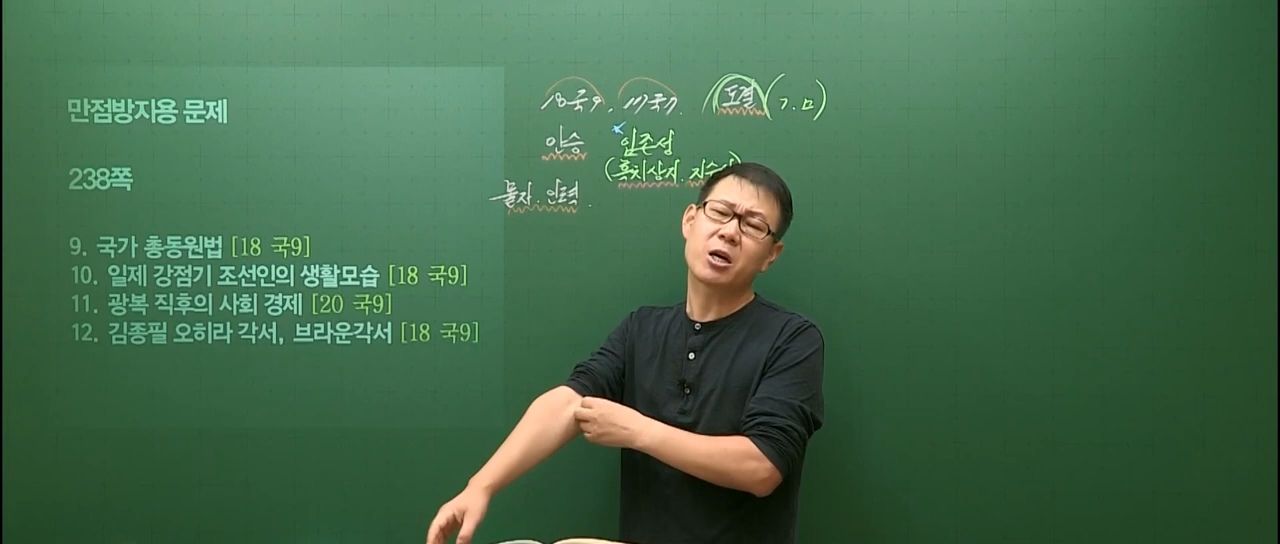 만점방지용 문제
238쪽
9. 국가 총동원법 [18 국9]
10. 일제 강점기 조선인의 생활모습 [18 국9]
11. 광복 직후의 사회 경제 [20 국9]
12. 김종필 오히라 각서, 브라운각서 [18 국9]
18국9. 17국7. 도결 (7.
안승 임존성
(흑치상지. 지수신)
물자. 인력.